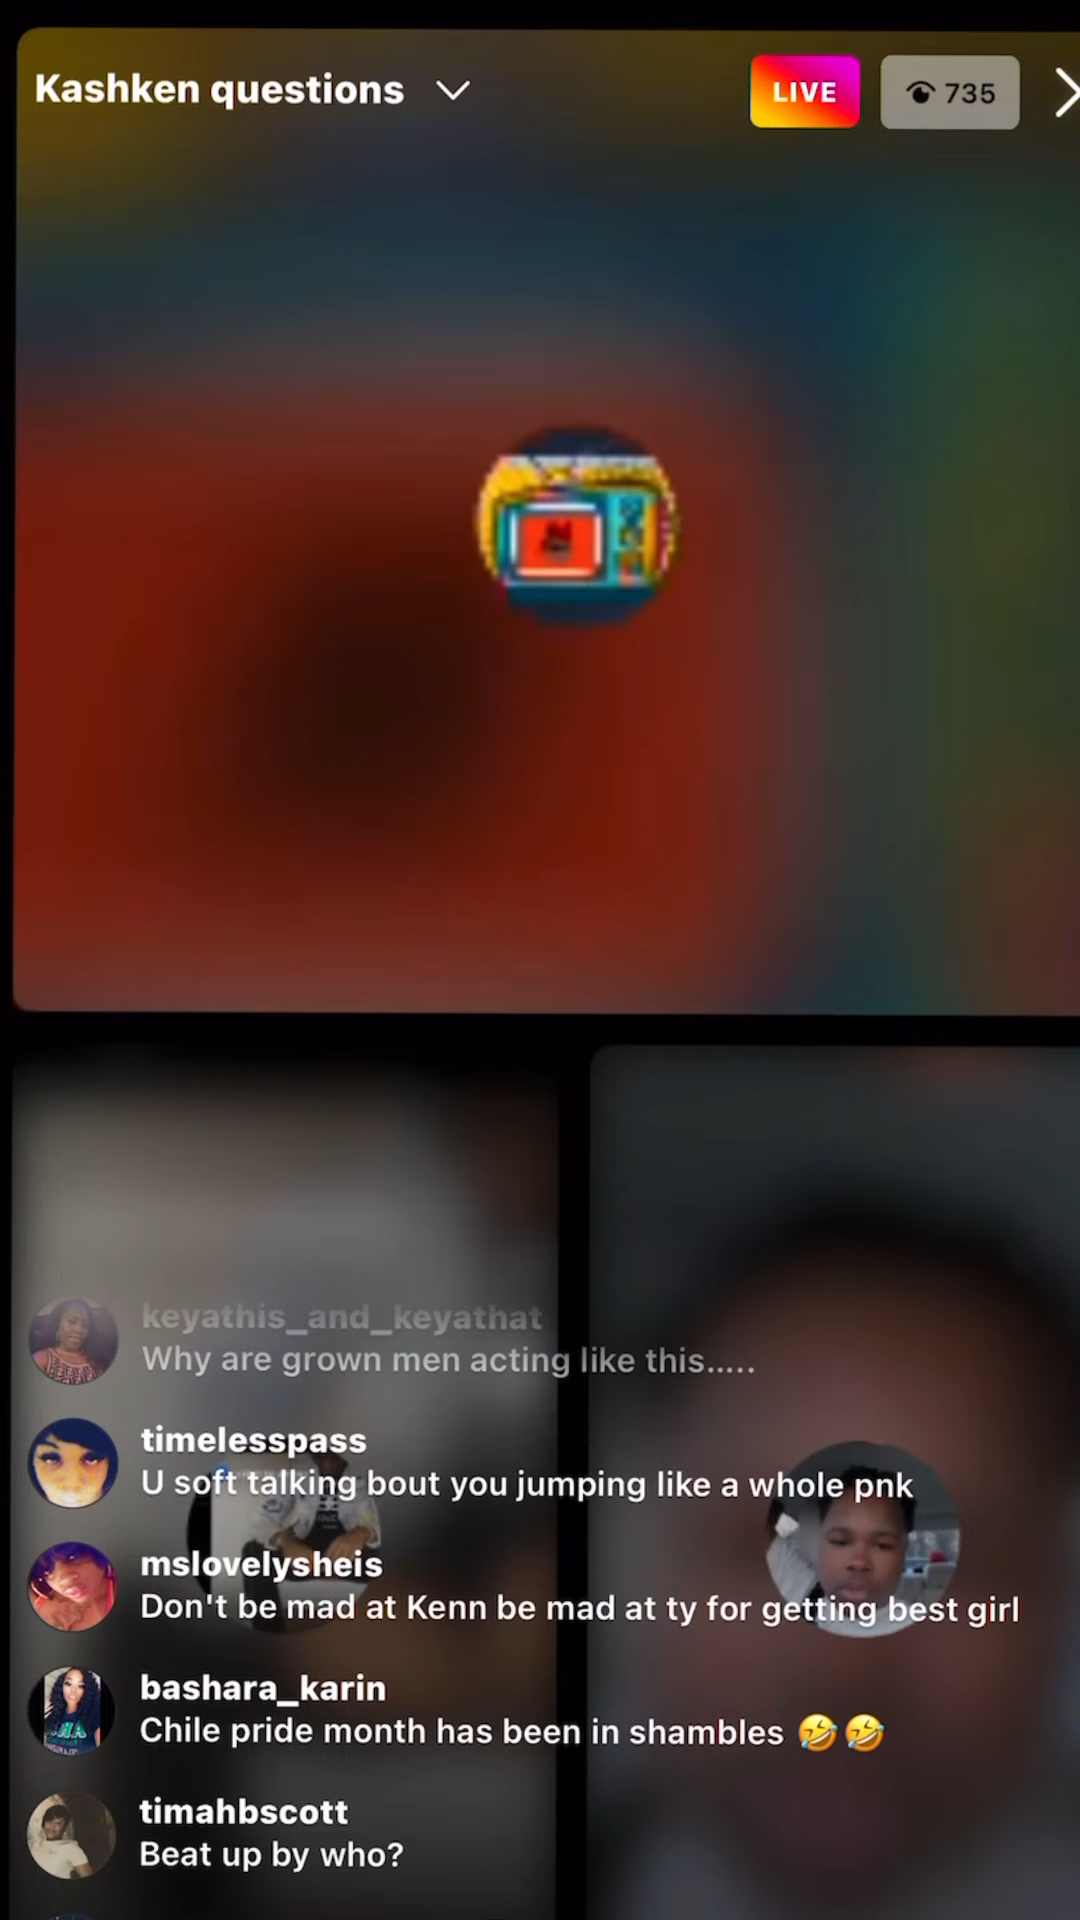 Kashken questions
LIVE
735
keyathis_and_keyathat
Why are grown men acting like this.....
timelesspass
U soft talking bout you jumping like a whole pnk
mslovelysheis
Don't be mad at Kenn be mad at ty for getting best girl
bashara_karin
Chile pride month has been in shambles 🤣🤣
timahbscott
Beat up by who?